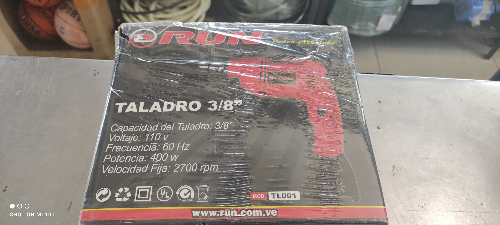 RUN
TALADRO 3/8"
Capacidad del Taladro: 3/8"
Voltaje: 110 v
Frecuencia: 60 Hz
Potencia: 400 w
Velocidad Fija: 2700 rpm
MOD. TL001
www.run.com.ve